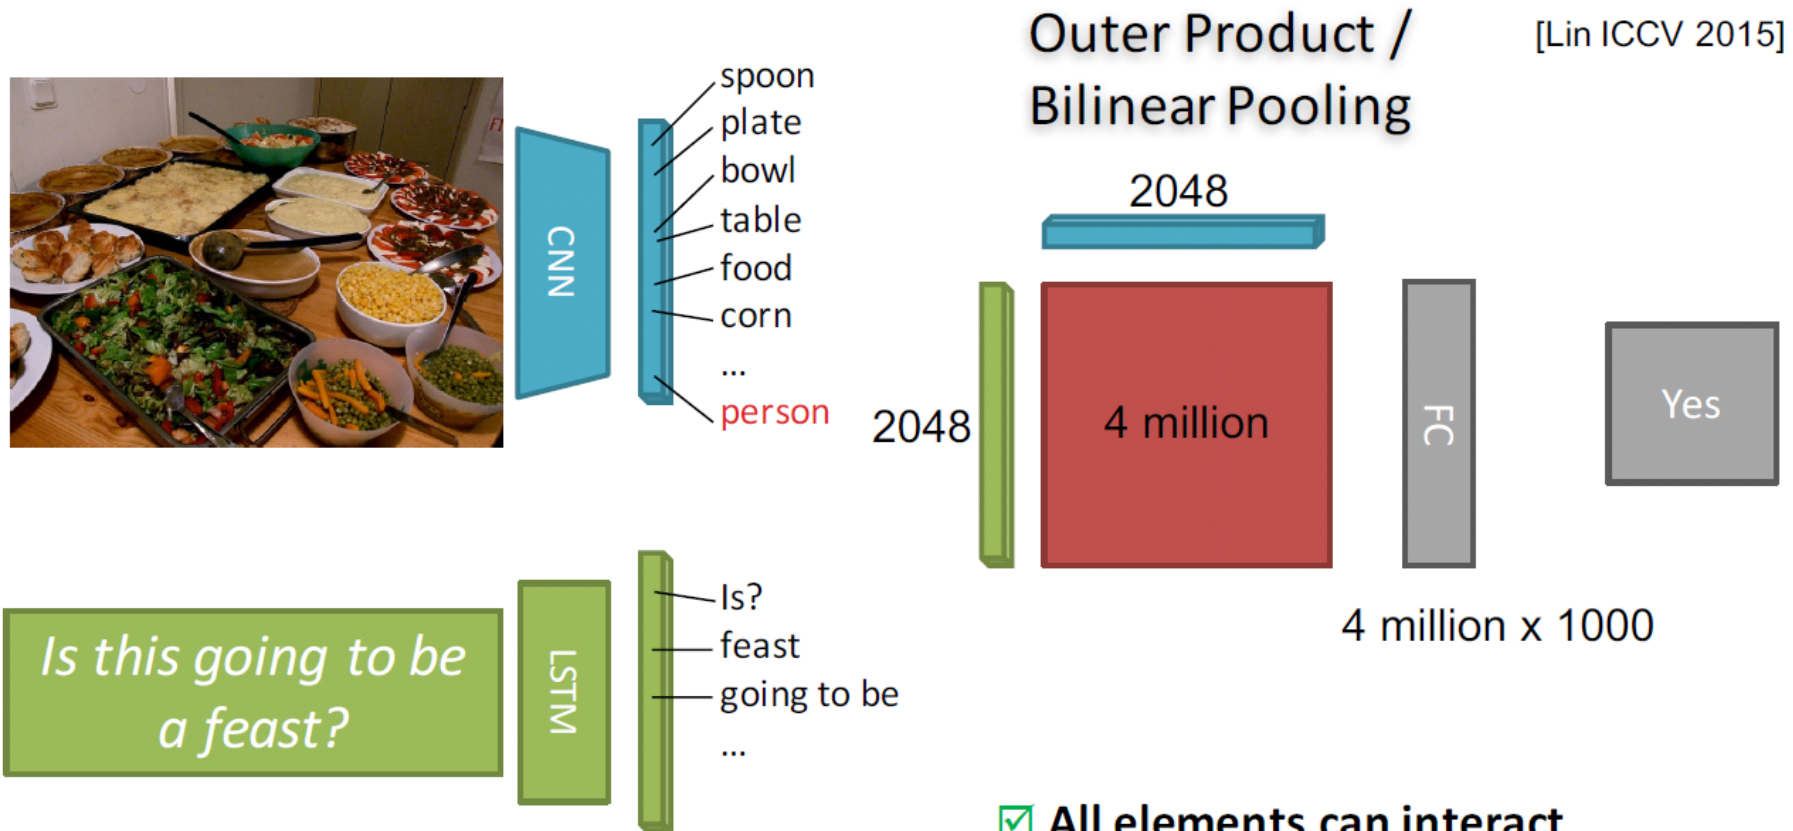 Outer Product /
Bilinear Pooling
[Lin ICCV 2015]
spoon
plate
bowl
table
food
corn
...
person
CNN
2048
2048
4 million
FC
Yes
4 million x 1000
Is this going to be
a feast?
LSTM
Is?
feast
going to be
...
All elements can interact